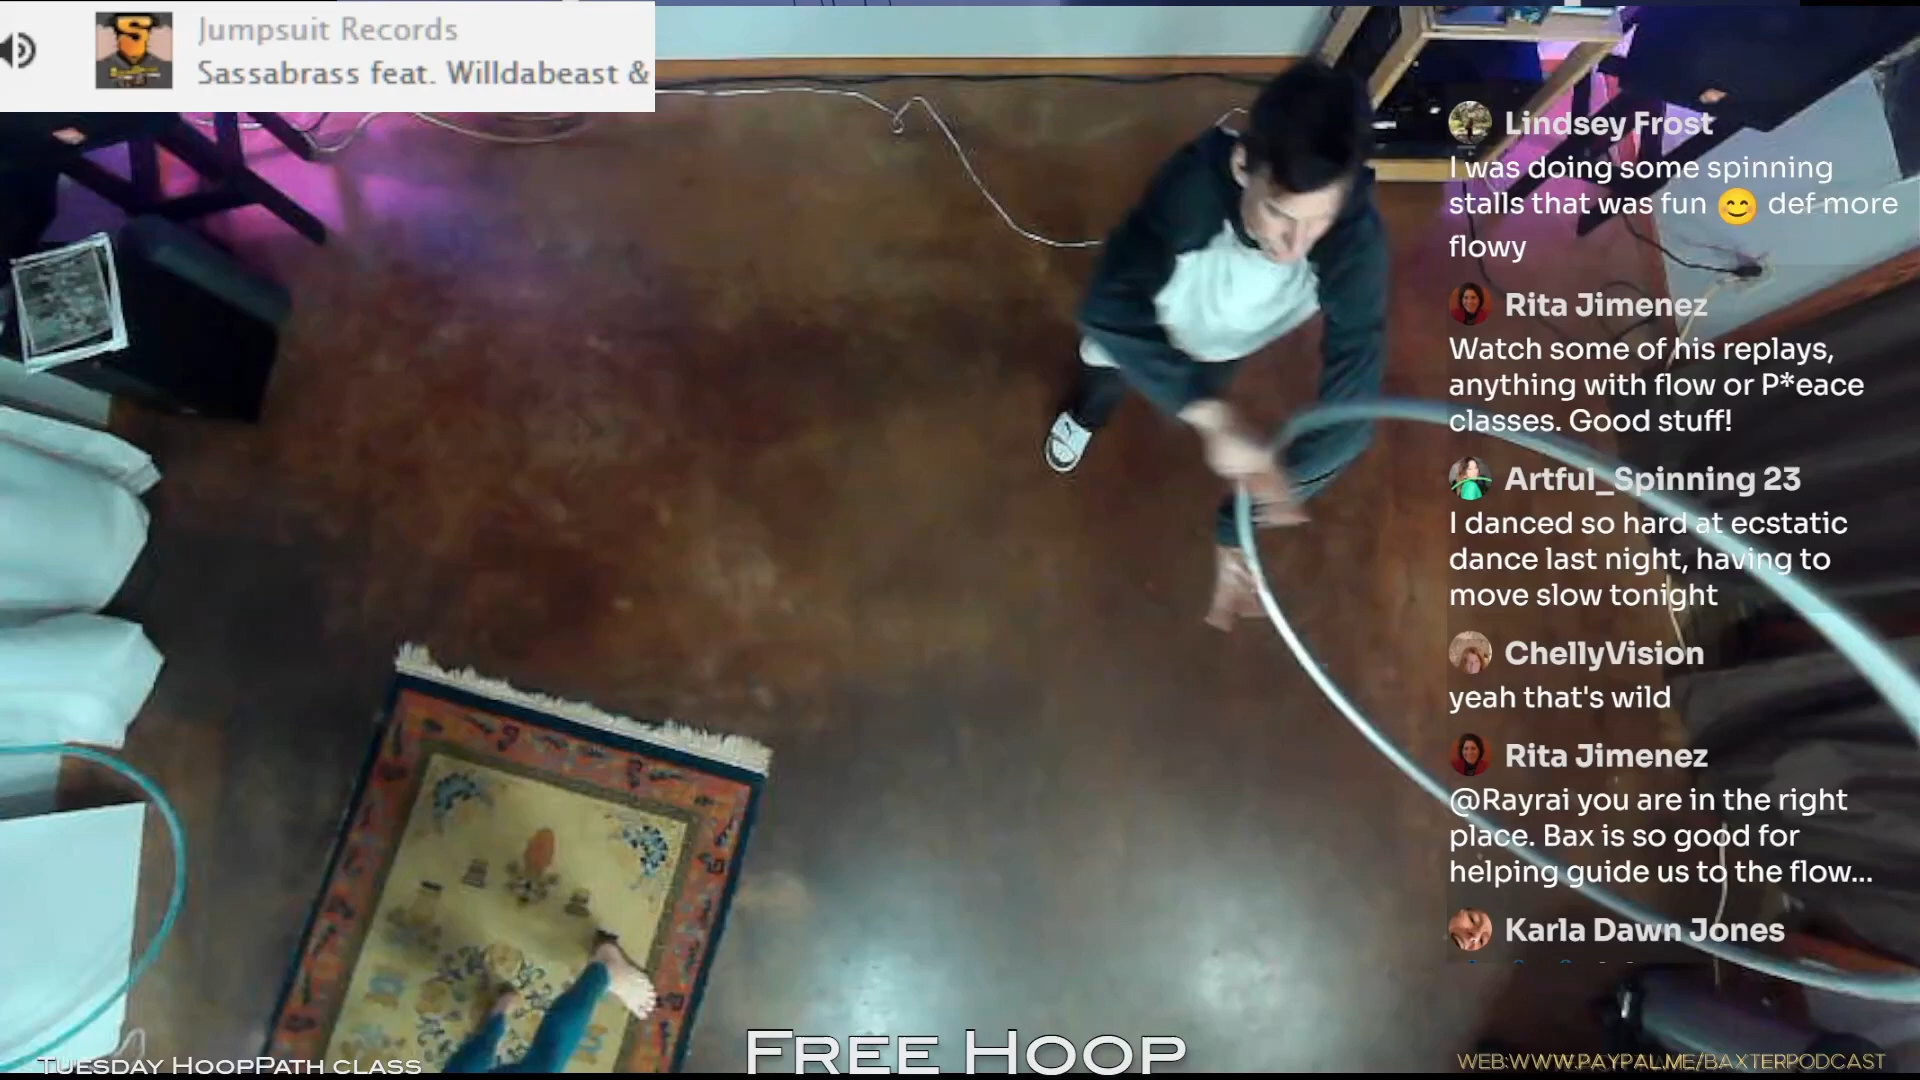 Jumpsuit Records
Sassabrass feat. Willdabeast &
Lindsey Frost
I was doing some spinning
stalls that was fun 😊 def more
flowy
Rita Jimenez
Watch some of his replays,
anything with flow or P*eace
classes. Good stuff!
Artful_Spinning 23
I danced so hard at ecstatic
dance last night, having to
move slow tonight
ChellyVision
yeah that's wild
Rita Jimenez
@Rayrai you are in the right
place. Bax is so good for
helping guide us to the flow...
Karla Dawn Jones
Tuesday HoopPath class
Free Hoop
WEB:WWW.PAYPAL.ME/BAXTERPODCAST